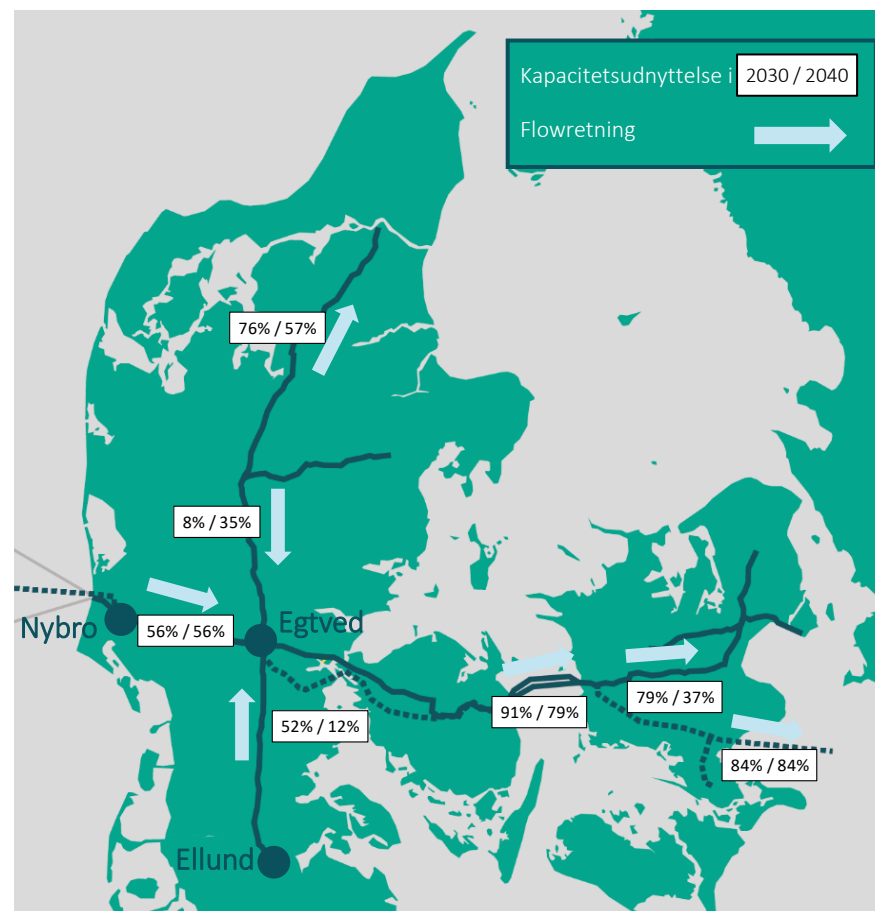 Kapacitetsudnyttelse i 2030 / 2040
Flowretning
76% / 57%
8% / 35%
Nybro
56% / 56%
Egtved
52% / 12%
91% / 79%
79% / 37%
84% / 84%
Ellund